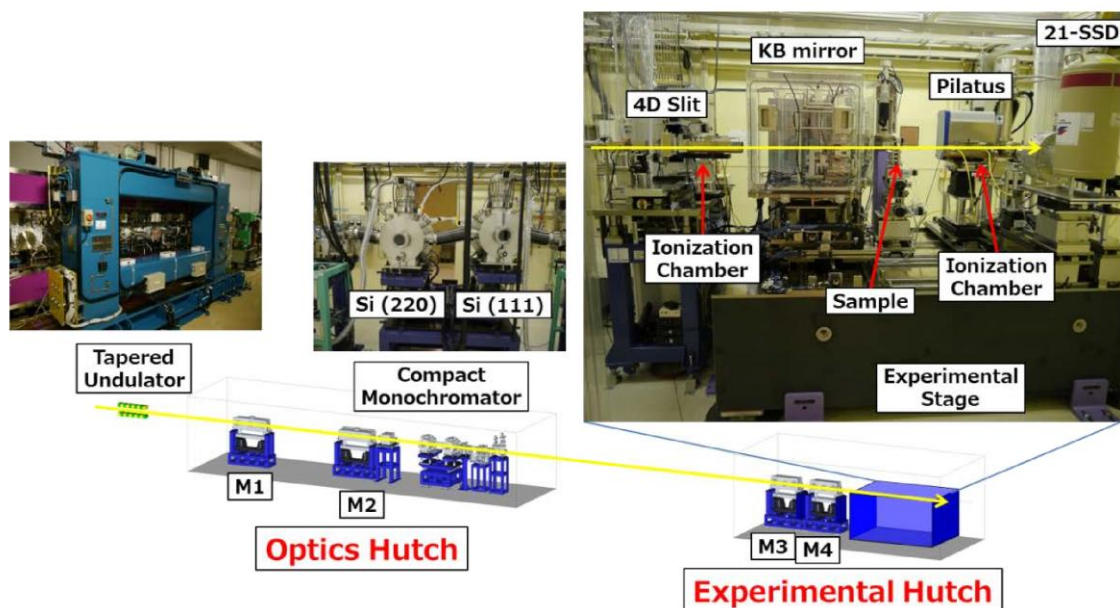 21-SSD
KB mirror
Pilatus
4D Slit
Ionization
Chamber
Sample
Ionization
Chamber
Experimental
Stage
Si (220)
Si (111)
Tapered
Undulator
Compact
Monochromator
M1
M2
Optics Hutch
M3
M4
Experimental Hutch